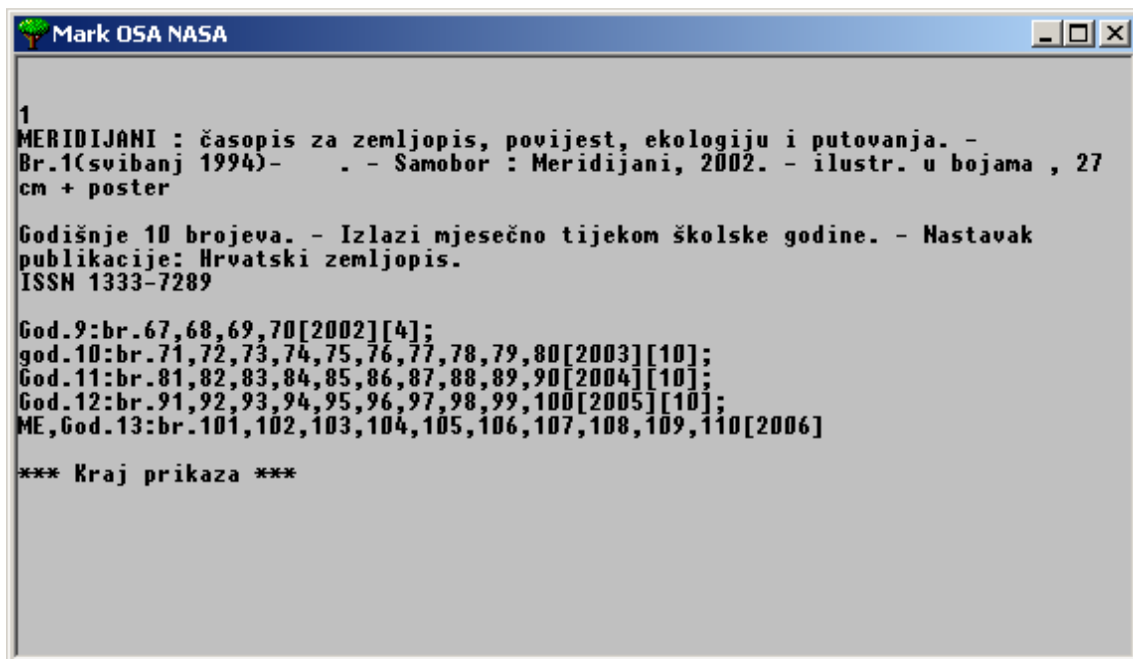 Mark OSA NASA
1
MERIDIJANI : časopis za zemljopis, povijest, ekologiju i putovanja. -
Br.1(svibanj 1994)-    . - Samobor : Meridijani, 2002. - ilustr. u bojama , 27
cm + poster
Godišnje 10 brojeva. - Izlazi mjesečno tijekom školske godine. - Nastavak
publikacije: Hrvatski zemljopis.
ISSN 1333-7289
God.9:br.67,68,69,70[2002][4];
god.10:br.71,72,73,74,75,76,77,78,79,80[2003][10];
God.11:br.81,82,83,84,85,86,87,88,89,90[2004][10];
God.12:br.91,92,93,94,95,96,97,98,99,100[2005][10];
ME,God.13:br.101,102,103,104,105,106,107,108,109,110[2006]
*** Kraj prikaza ***